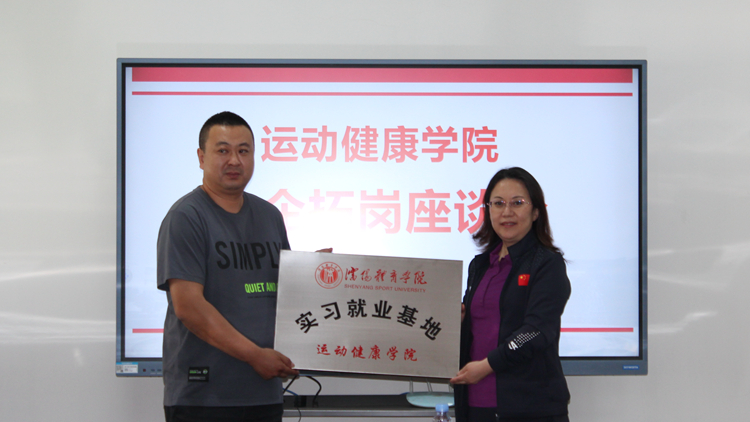 运动健康学院
企拓岗座谈
SIMPLY
QUIET AN
沈阳体育学院
SHENYANG SPORT UNIVERSITY
实习就业基地
运动健康学院